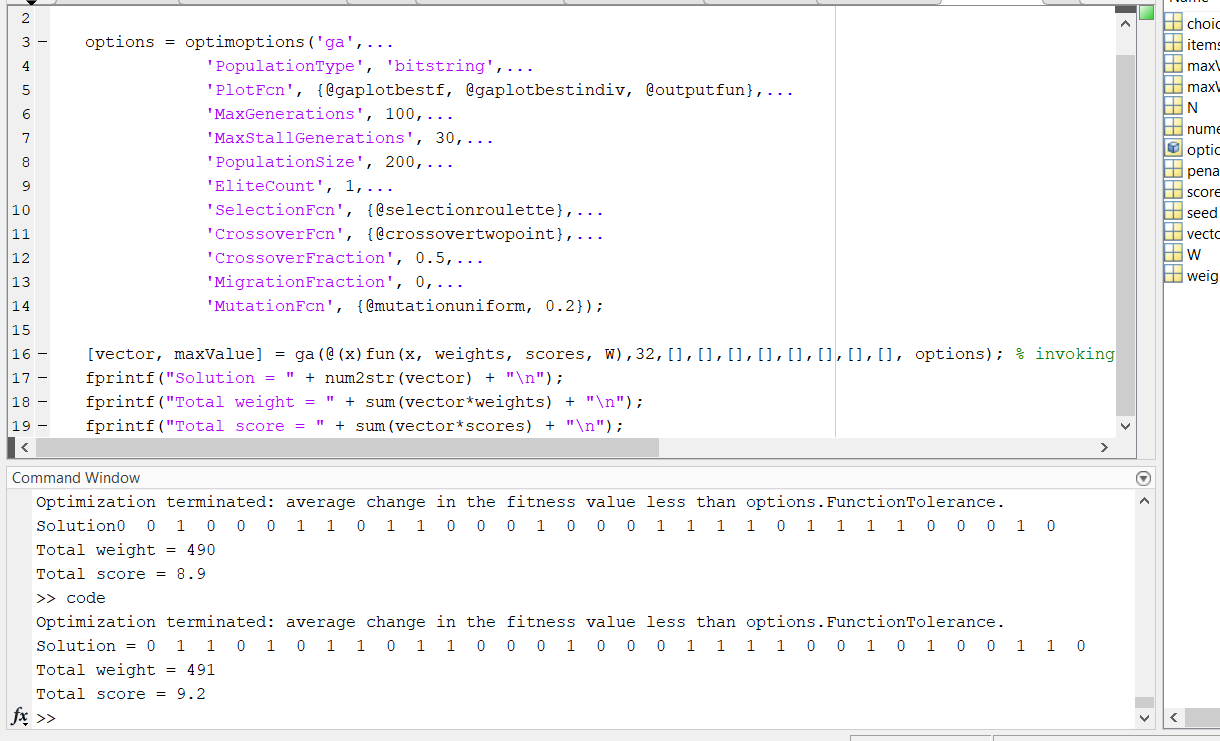 Name
2
3 — options = optimoptions('ga',...
4 'PopulationType', 'bitstring',...
5 'PlotFcn', {@gaplotbestf, @gaplotbestindiv, @outputfun},...
6 'MaxGenerations', 100,...
7 'MaxStallGenerations', 30,...
8 'PopulationSize', 200,...
9 'EliteCount', 1,...
10 'SelectionFcn', {@selectionroulette},...
11 'CrossoverFcn', {@crossovertwopoint},...
12 'CrossoverFraction', 0.5,...
13 'MigrationFraction', 0,...
14 'MutationFcn', {@mutationuniform, 0.2});
15
16 — [vector, maxValue] = ga(@(x)fun(x, weights, scores, W),32,[],[],[],[],[],[],[],[], options); % invoking
17 — fprintf("Solution = " + num2str(vector) + "\n");
18 — fprintf("Total weight = " + sum(vector*weights) + "\n");
19 — fprintf("Total score = " + sum(vector*scores) + "\n");
choic
items
maxV
maxW
N
nume
optic
pena
score
seed
vecto
W
weig
Command Window
Optimization terminated: average change in the fitness value less than options.FunctionTolerance.
Solution0 0 1 0 0 0 1 1 0 1 1 0 0 0 1 0 0 0 1 1 1 1 0 1 1 1 1 0 0 0 1 0
Total weight = 490
Total score = 8.9
>> code
Optimization terminated: average change in the fitness value less than options.FunctionTolerance.
Solution = 0 1 1 0 1 0 1 1 0 1 1 0 0 0 1 0 0 0 1 1 1 1 0 0 1 0 1 0 0 1 1 0
Total weight = 491
Total score = 9.2
fx >>